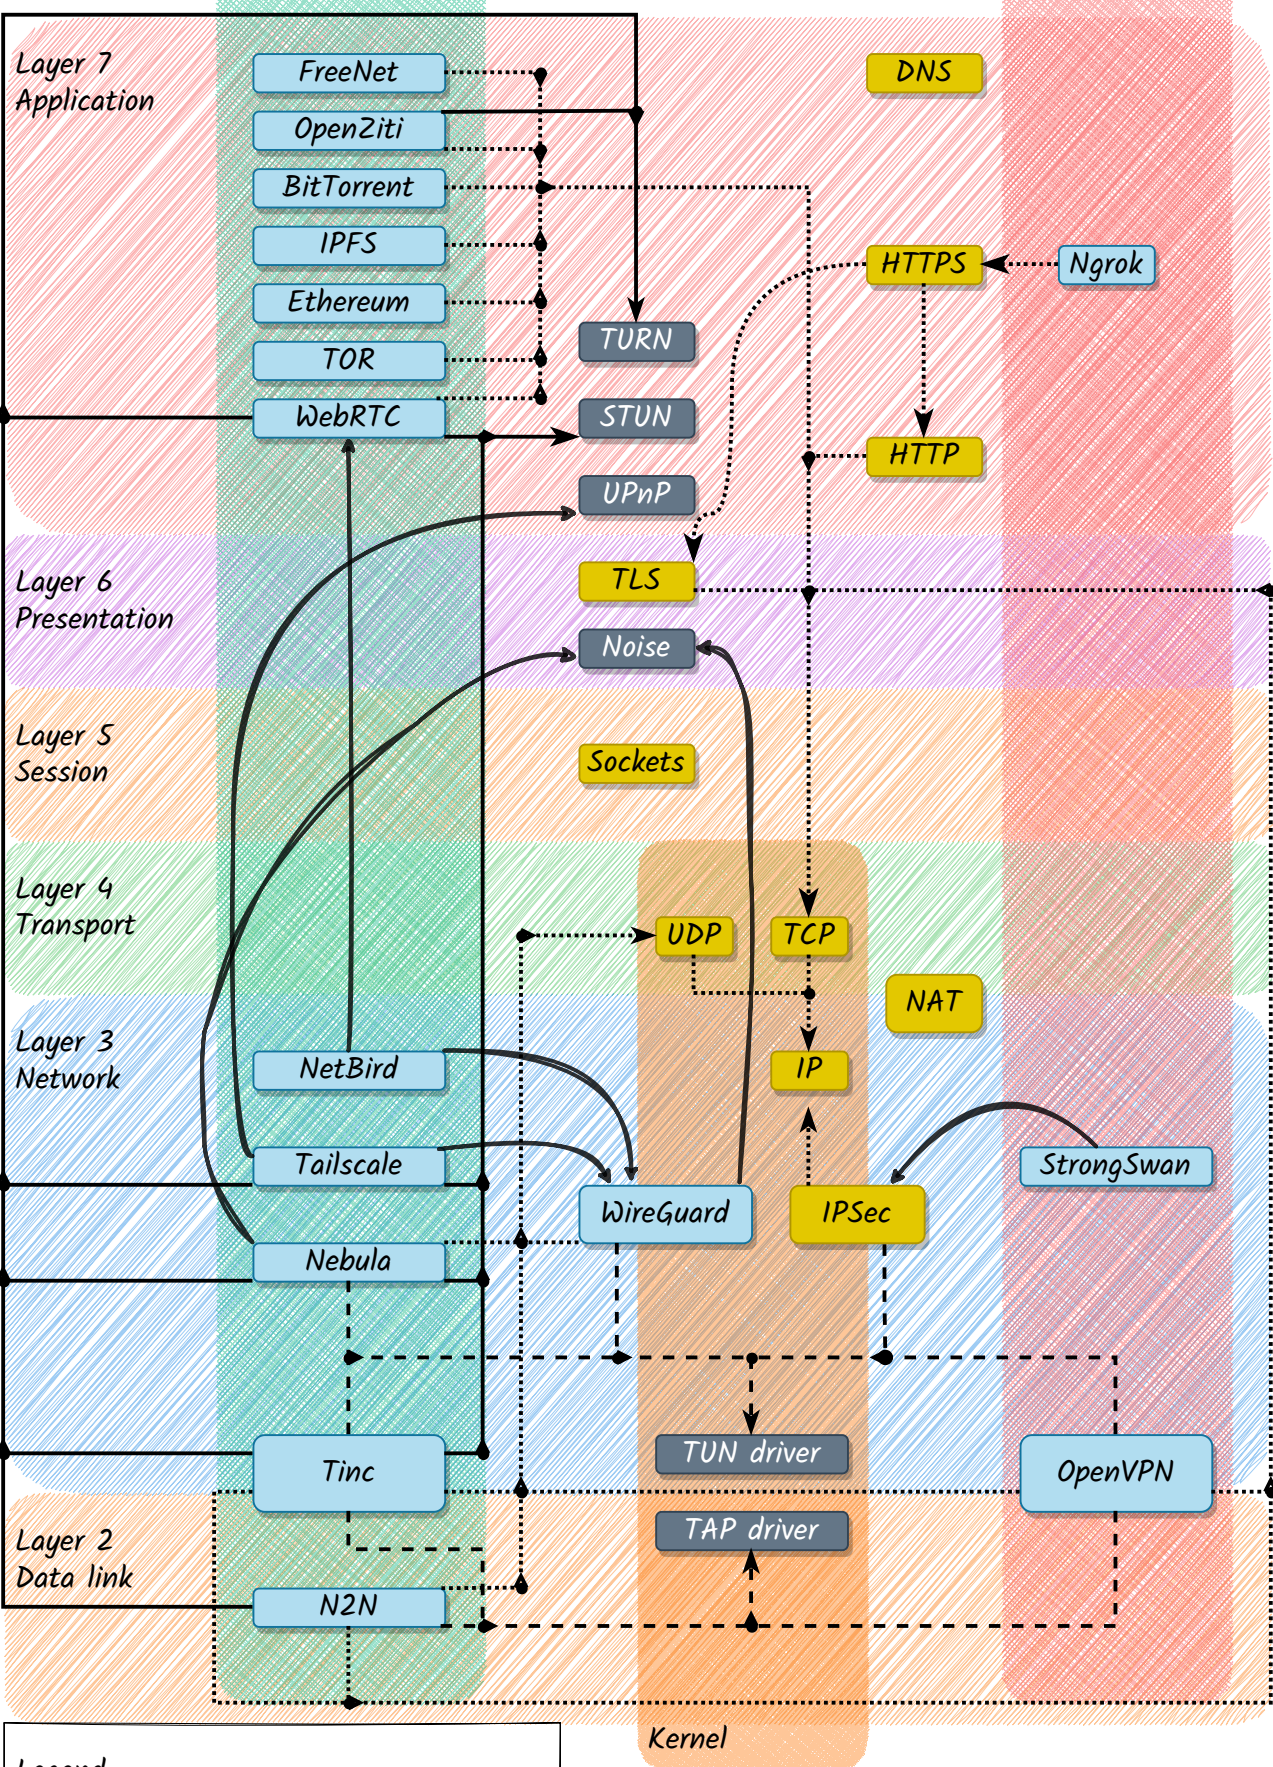 Layer 7
Application
FreeNet
DNS
OpenZiti
BitTorrent
IPFS
HTTPS
Ngrok
Ethereum
TURN
TOR
WebRTC
STUN
HTTP
UPnP
Layer 6
Presentation
TLS
Noise
Layer 5
Session
Sockets
Layer 4
Transport
UDP
TCP
NAT
Layer 3
Network
NetBird
IP
Tailscale
StrongSwan
WireGuard
IPSec
Nebula
TUN driver
Tinc
OpenVPN
TAP driver
Layer 2
Data link
N2N
Kernel
Legend